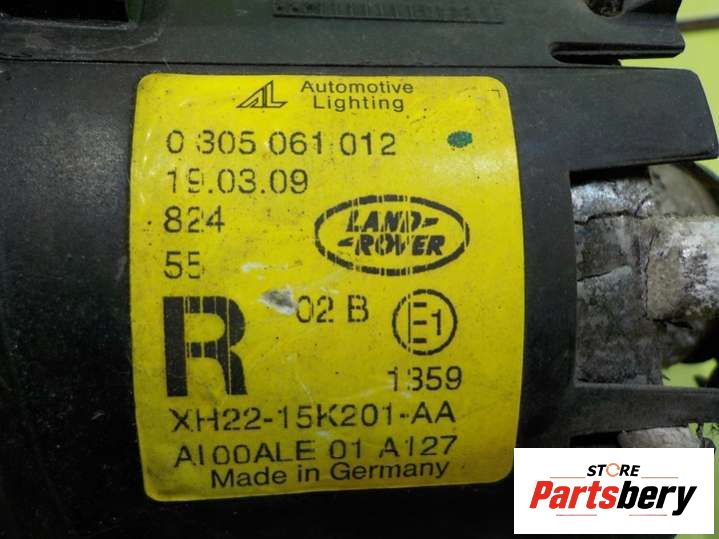 AL Automotive
Lighting
0 305 061 012
19.03.09
824
55
LAND-
-ROVER
R
02 B
E1
1359
XH22-15K201-AA
AI00ALE 01 A127
Made in Germany
STORE
Partsbery